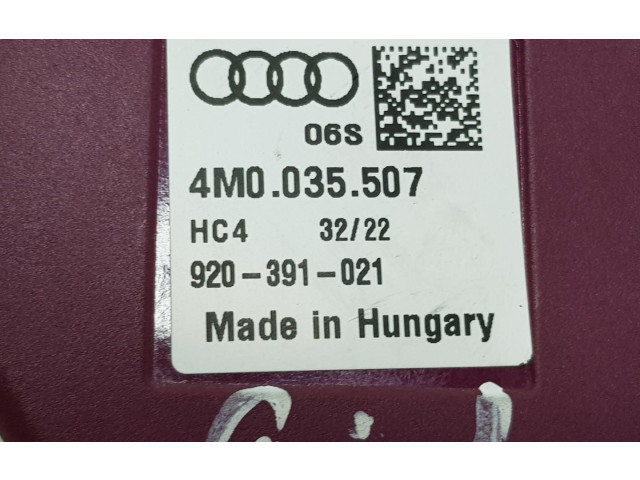 06S
4M0.035.507
HC4 32/22
920-391-021
Made in Hungary